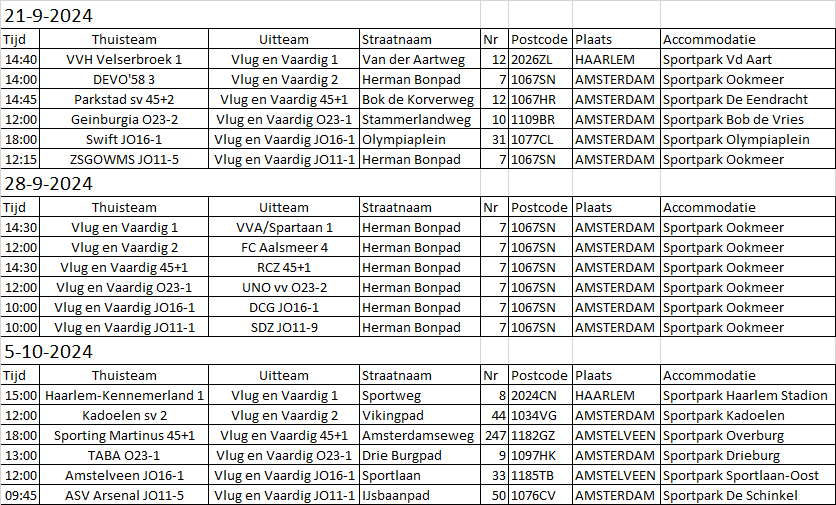 21-9-2024
Tijd Thuisteam Uitteam Straatnaam Nr Postcode Plaats Accommodatie
14:40 VVH Velserbroek 1 Vlug en Vaardig 1 Van der Aartweg 12 2026ZL HAARLEM Sportpark Vd Aart
14:00 DEVO'58 3 Vlug en Vaardig 2 Herman Bonpad 7 1067SN AMSTERDAM Sportpark Ookmeer
14:45 Parkstad sv 45+2 Vlug en Vaardig 45+1 Bok de Korverweg 12 1067HR AMSTERDAM Sportpark De Eendracht
12:00 Geinburgia O23-2 Vlug en Vaardig O23-1 Stammerlandweg 10 1109BR AMSTERDAM Sportpark Bob de Vries
18:00 Swift JO16-1 Vlug en Vaardig JO16-1 Olympiaplein 31 1077CL AMSTERDAM Sportpark Olympiaplein
12:15 ZSGOWMS JO11-5 Vlug en Vaardig JO11-1 Herman Bonpad 7 1067SN AMSTERDAM Sportpark Ookmeer
28-9-2024
Tijd Thuisteam Uitteam Straatnaam Nr Postcode Plaats Accommodatie
14:30 Vlug en Vaardig 1 VVA/Spartaan 1 Herman Bonpad 7 1067SN AMSTERDAM Sportpark Ookmeer
12:00 Vlug en Vaardig 2 FC Aalsmeer 4 Herman Bonpad 7 1067SN AMSTERDAM Sportpark Ookmeer
14:30 Vlug en Vaardig 45+1 RCZ 45+1 Herman Bonpad 7 1067SN AMSTERDAM Sportpark Ookmeer
12:00 Vlug en Vaardig O23-1 UNO vv O23-2 Herman Bonpad 7 1067SN AMSTERDAM Sportpark Ookmeer
10:00 Vlug en Vaardig JO16-1 DCG JO16-1 Herman Bonpad 7 1067SN AMSTERDAM Sportpark Ookmeer
10:00 Vlug en Vaardig JO11-1 SDZ JO11-9 Herman Bonpad 7 1067SN AMSTERDAM Sportpark Ookmeer
5-10-2024
Tijd Thuisteam Uitteam Straatnaam Nr Postcode Plaats Accommodatie
15:00 Haarlem-Kennemerland 1 Vlug en Vaardig 1 Sportweg 8 2024CN HAARLEM Sportpark Haarlem Stadion
12:00 Kadoelen sv 2 Vlug en Vaardig 2 Vikingpad 44 1034VG AMSTERDAM Sportpark Kadoelen
18:00 Sporting Martinus 45+1 Vlug en Vaardig 45+1 Amsterdamseweg 247 1182GZ AMSTELVEEN Sportpark Overburg
13:00 TABA O23-1 Vlug en Vaardig O23-1 Drie Burgpad 9 1097HK AMSTERDAM Sportpark Drieburg
12:00 Amstelveen JO16-1 Vlug en Vaardig JO16-1 Sportlaan 33 1185TB AMSTELVEEN Sportpark Sportlaan-Oost
09:45 ASV Arsenal JO11-5 Vlug en Vaardig JO11-1 IJsbaanpad 50 1076CV AMSTERDAM Sportpark De Schinkel